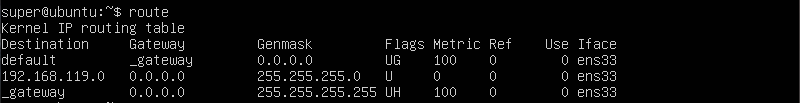 super@ubuntu:~$ route
Kernel IP routing table
Destination     Gateway         Genmask         Flags Metric Ref    Use Iface
default         _gateway        0.0.0.0         UG    100    0        0 ens33
192.168.119.0   0.0.0.0         255.255.255.0   U     0      0        0 ens33
_gateway        0.0.0.0         255.255.255.255 UH    100    0        0 ens33